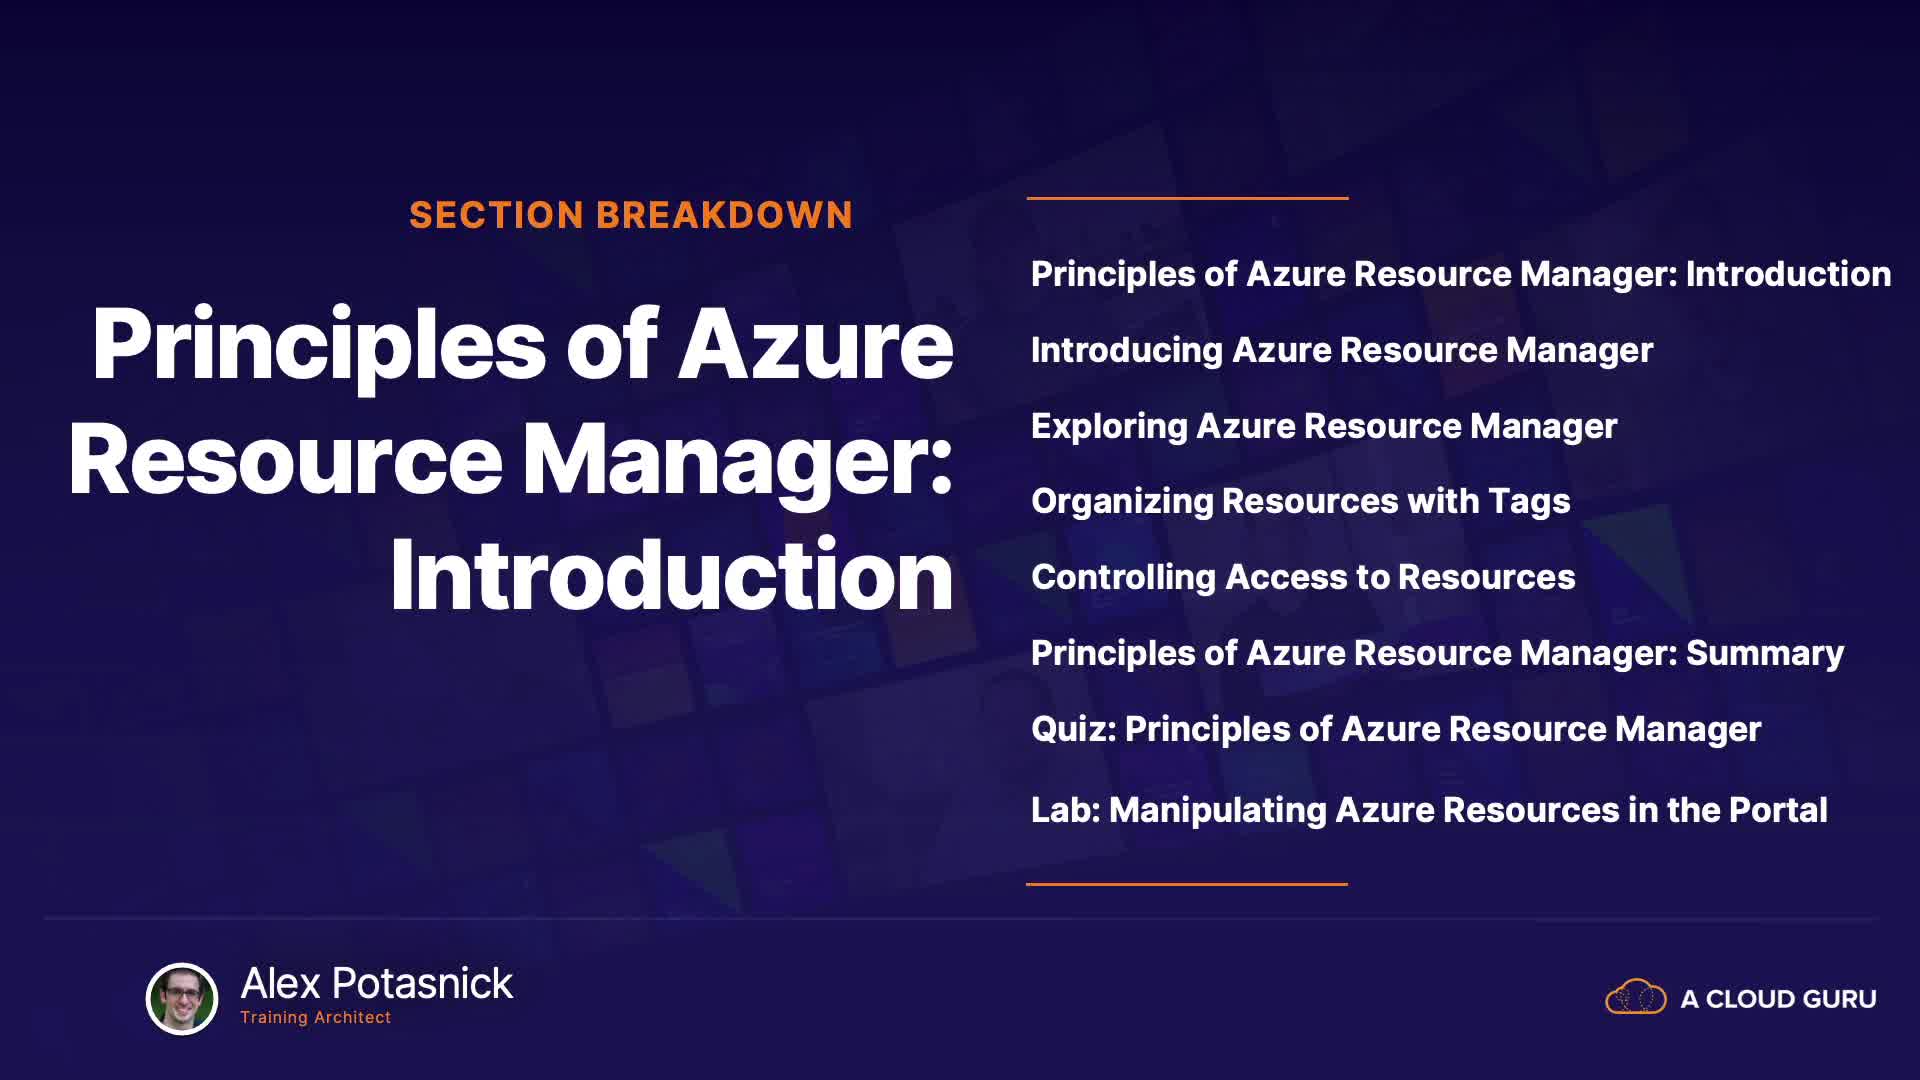 SECTION BREAKDOWN
Principles of Azure
Resource Manager:
Introduction
Principles of Azure Resource Manager: Introduction
Introducing Azure Resource Manager
Exploring Azure Resource Manager
Organizing Resources with Tags
Controlling Access to Resources
Principles of Azure Resource Manager: Summary
Quiz: Principles of Azure Resource Manager
Lab: Manipulating Azure Resources in the Portal
Alex Potasnick
Training Architect
A CLOUD GURU